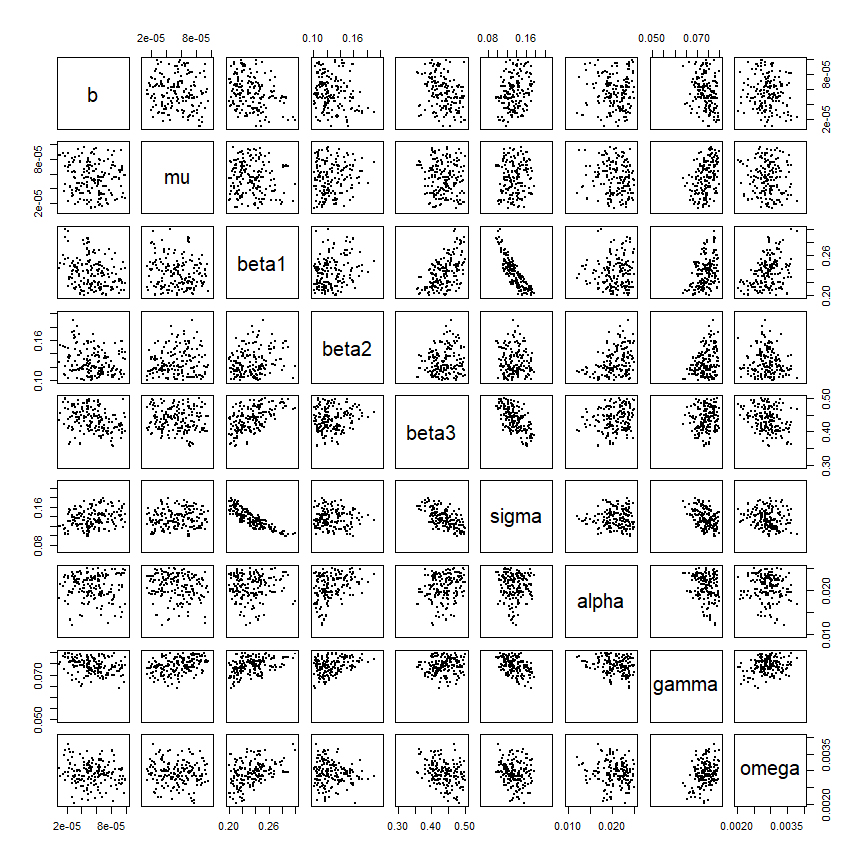 2e-05 8e-05 0.10 0.16 0.08 0.16 0.050 0.070
b 2e-05 8e-05
2e-05 8e-05 mu
beta1 0.20 0.26
0.10 0.16 beta2
beta3 0.30 0.40 0.50
0.08 0.16 sigma
alpha 0.010 0.020
0.050 0.070 gamma
omega 0.0020 0.0035
2e-05 8e-05 0.20 0.26 0.30 0.40 0.50 0.010 0.020 0.0020 0.0035